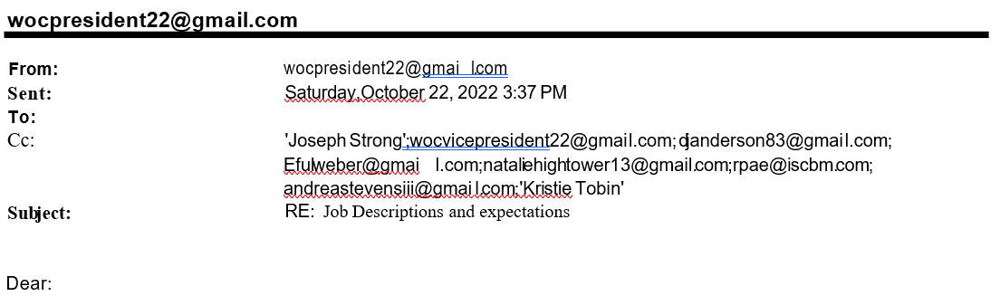 wocpresident22@gmail.com
From: wocpresident22@gmai l.com
Sent: Saturday,October 22, 2022 3:37 PM
To:
Cc: 'Joseph Strong';wocvicepresident22@gmail.com; djanderson83@gmail.com;
Efulweber@gmai l.com;nataliehightower13@gmail.com;rpae@iscbm.com;
andreastevensiii@gmail.com;'Kristie Tobin'
Subject: RE: Job Descriptions and expectations
Dear: